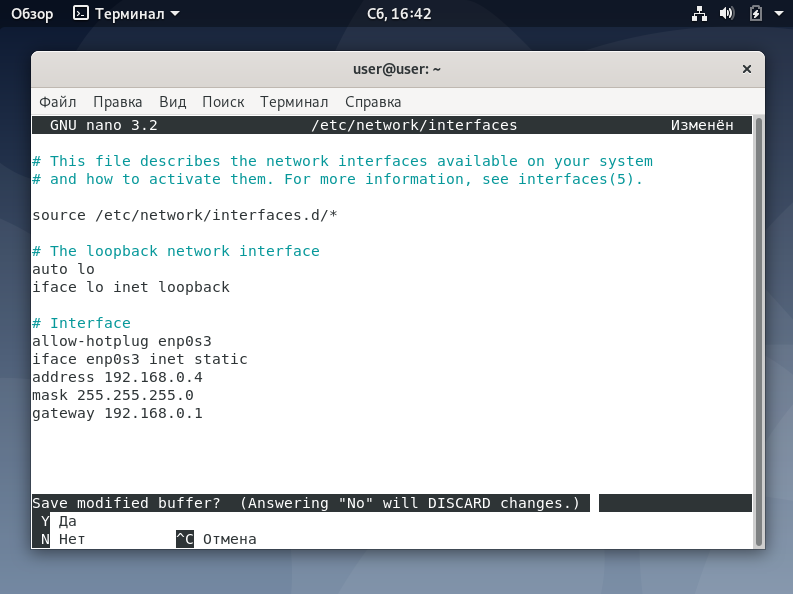 Обзор Терминал Сб, 16:42
user@user: ~ ×
Файл Правка Вид Поиск Терминал Справка
GNU nano 3.2 /etc/network/interfaces Изменён
# This file describes the network interfaces available on your system
# and how to activate them. For more information, see interfaces(5).
source /etc/network/interfaces.d/*
# The loopback network interface
auto lo
iface lo inet loopback
# Interface
allow-hotplug enp0s3
iface enp0s3 inet static
address 192.168.0.4
mask 255.255.255.0
gateway 192.168.0.1
Save modified buffer?  (Answering "No" will DISCARD changes.)
Y Да
N Нет ^C Отмена